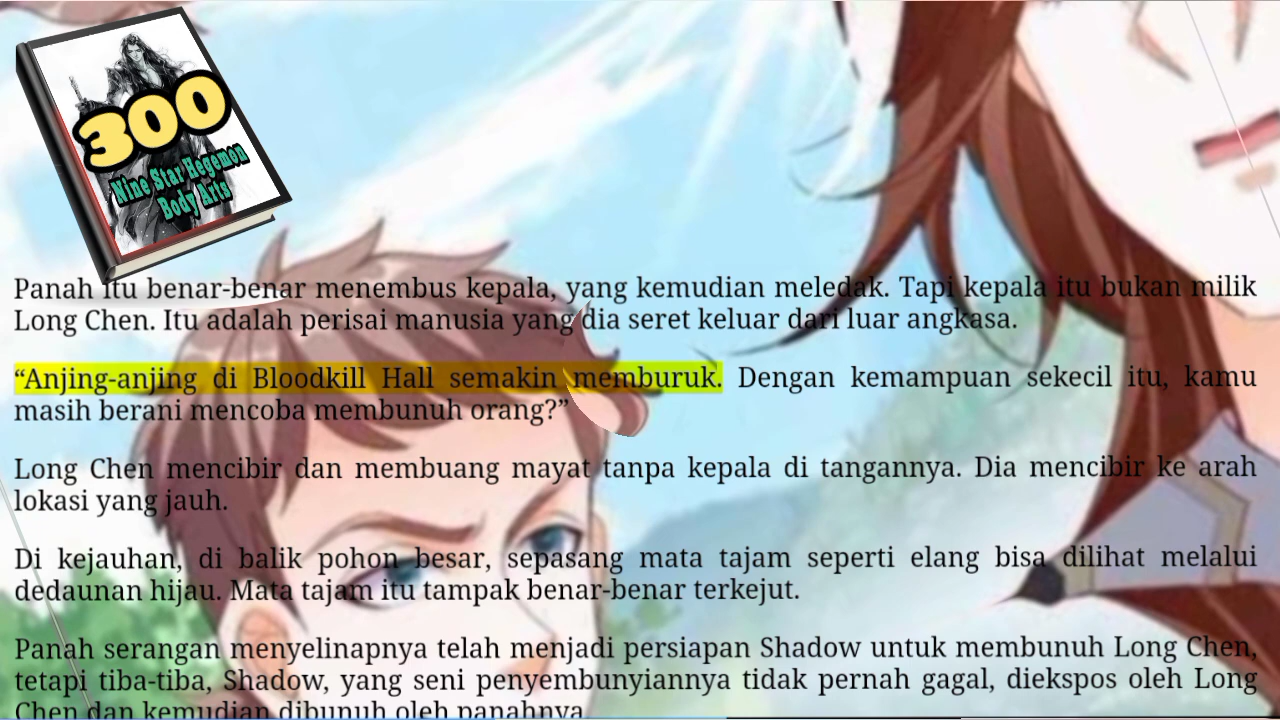 300
Nine Star Hegemon
Body Arts
Panah itu benar-benar menembus kepala, yang kemudian meledak. Tapi kepala itu bukan milik
Long Chen. Itu adalah perisai manusia yang dia seret keluar dari luar angkasa.
“Anjing-anjing di Bloodkill Hall semakin memburuk. Dengan kemampuan sekecil itu, kamu
masih berani mencoba membunuh orang?”
Long Chen mencibir dan membuang mayat tanpa kepala di tangannya. Dia mencibir ke arah
lokasi yang jauh.
Di kejauhan, di balik pohon besar, sepasang mata tajam seperti elang bisa dilihat melalui
dedaunan hijau. Mata tajam itu tampak benar-benar terkejut.
Panah serangan menyelinapnya telah menjadi persiapan Shadow untuk membunuh Long Chen,
tetapi tiba-tiba, Shadow, yang seni penyembunyiannya tidak pernah gagal, diekspos oleh Long
Chen dan kemudian dibunuh oleh panahnya